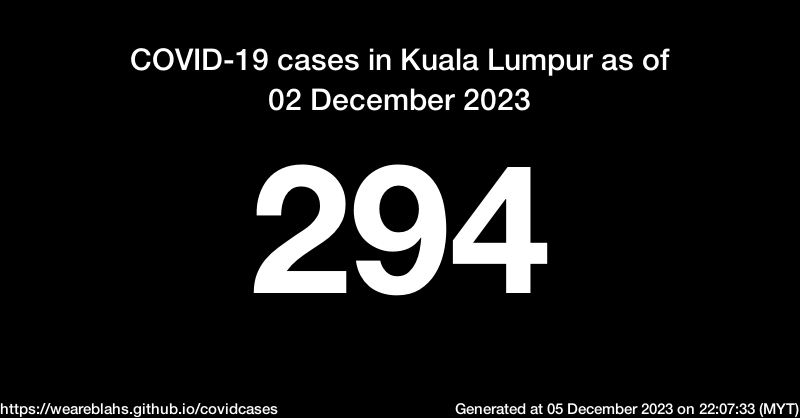 COVID-19 cases in Kuala Lumpur as of
02 December 2023
294
https://weareblahs.github.io/covidcases
Generated at 05 December 2023 on 22:07:33 (MYT)